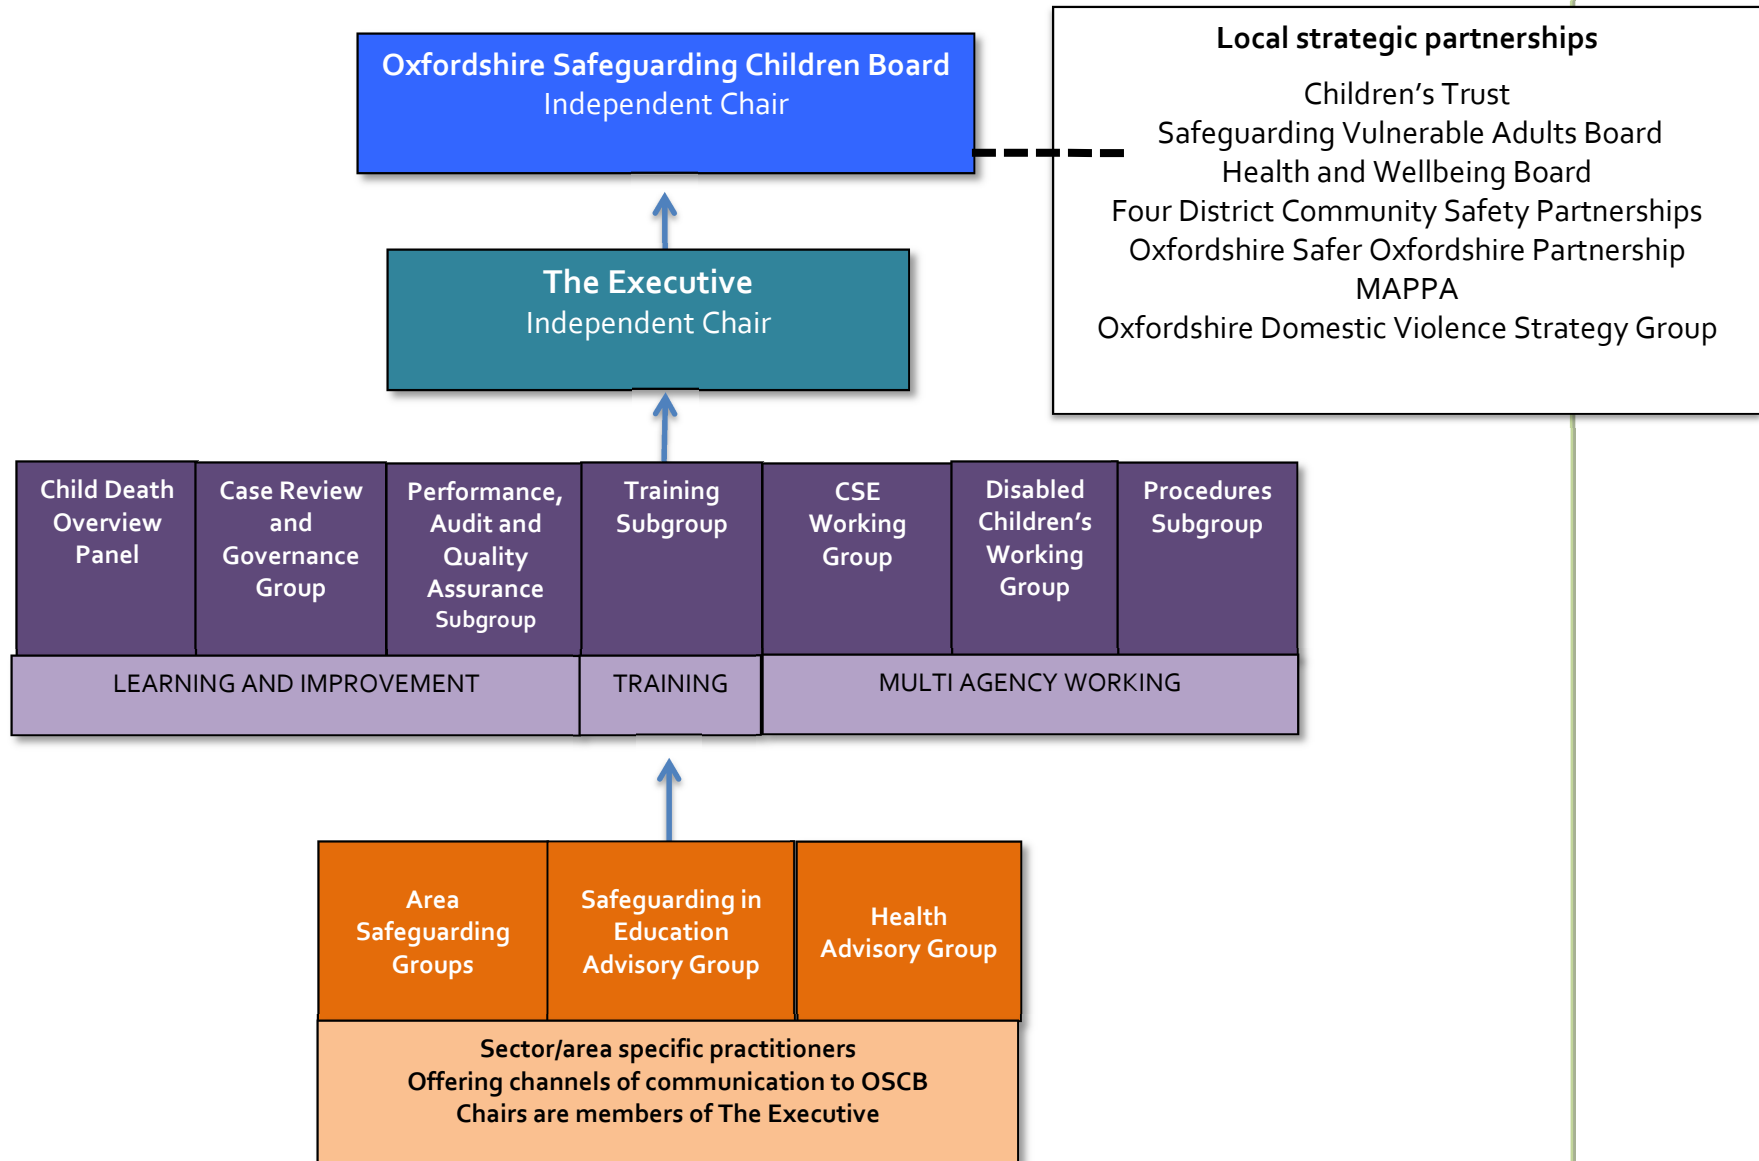 Oxfordshire Safeguarding Children Board
Independent Chair
Local strategic partnerships
Children’s Trust
Safeguarding Vulnerable Adults Board
Health and Wellbeing Board
Four District Community Safety Partnerships
Oxfordshire Safer Oxfordshire Partnership
MAPPA
Oxfordshire Domestic Violence Strategy Group
The Executive
Independent Chair
Child Death
Overview
Panel
Case Review
and
Governance
Group
Performance,
Audit and
Quality
Assurance
Subgroup
Training
Subgroup
CSE
Working
Group
Disabled
Children’s
Working
Group
Procedures
Subgroup
LEARNING AND IMPROVEMENT
TRAINING
MULTI AGENCY WORKING
Area
Safeguarding
Groups
Safeguarding in
Education
Advisory Group
Health
Advisory Group
Sector/area specific practitioners
Offering channels of communication to OSCB
Chairs are members of The Executive